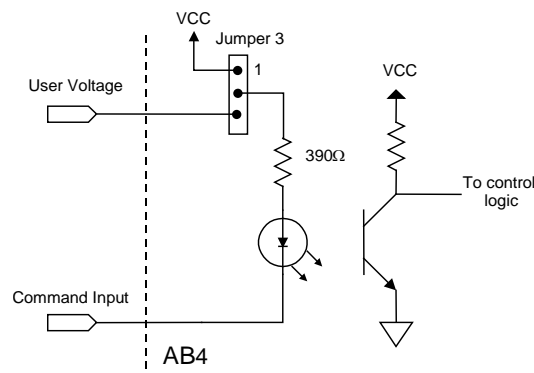 VCC
Jumper 3
1
User Voltage
VCC
390Ω
To control
logic
Command Input
AB4